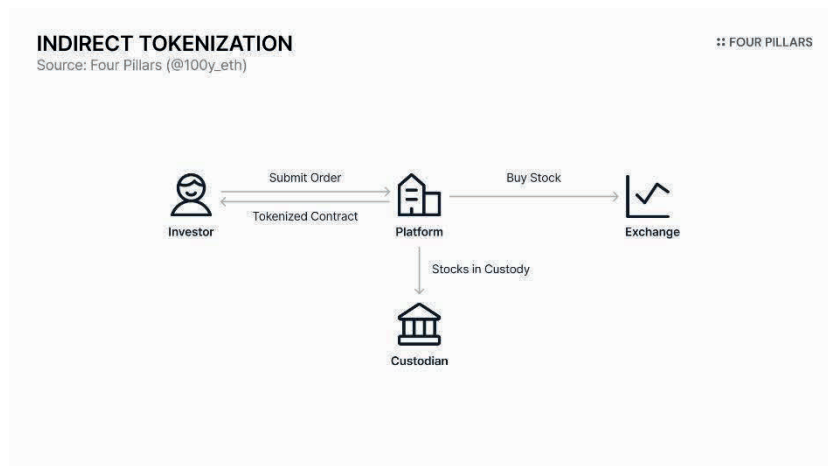 INDIRECT TOKENIZATION
Source: Four Pillars (@100y_eth)
:: FOUR PILLARS
Submit Order
Buy Stock
Tokenized Contract
Investor
Platform
Exchange
Stocks in Custody
Custodian